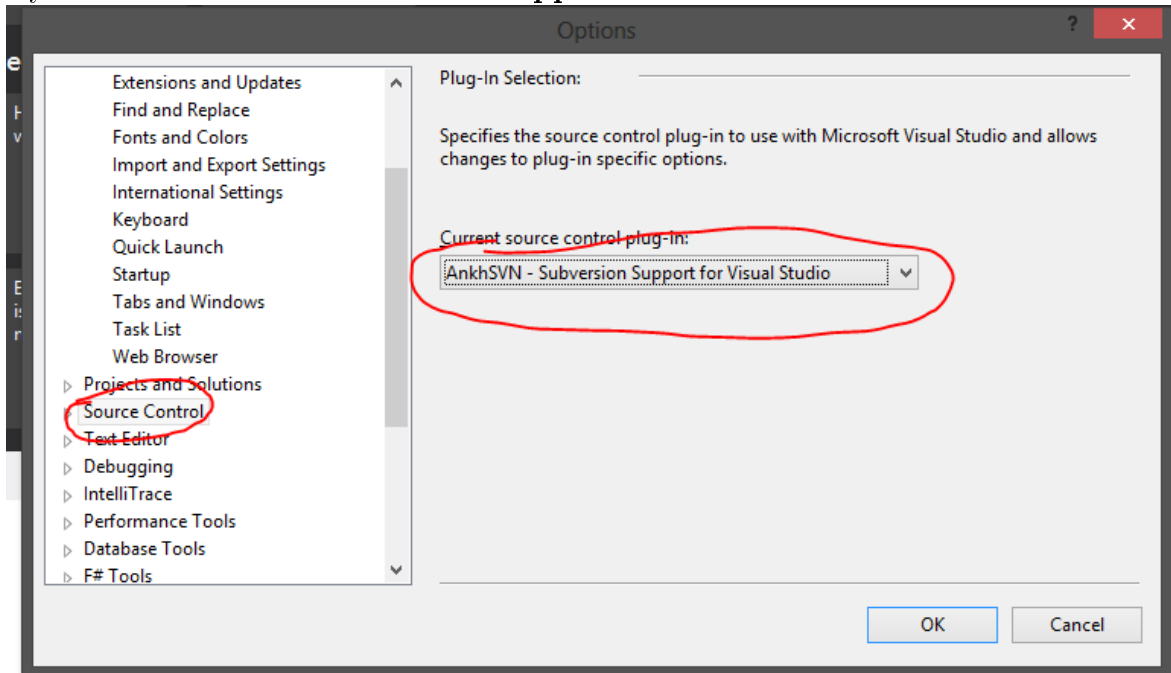 Options
?
Extensions and Updates
Find and Replace
Fonts and Colors
Import and Export Settings
International Settings
Keyboard
Quick Launch
Startup
Tabs and Windows
Task List
Web Browser
Projects and Solutions
Source Control
Text Editor
Debugging
IntelliTrace
Performance Tools
Database Tools
F# Tools
Plug-In Selection:
Specifies the source control plug-in to use with Microsoft Visual Studio and allows
changes to plug-in specific options.
Current source control plug-in:
AnkhSVN - Subversion Support for Visual Studio
OK
Cancel